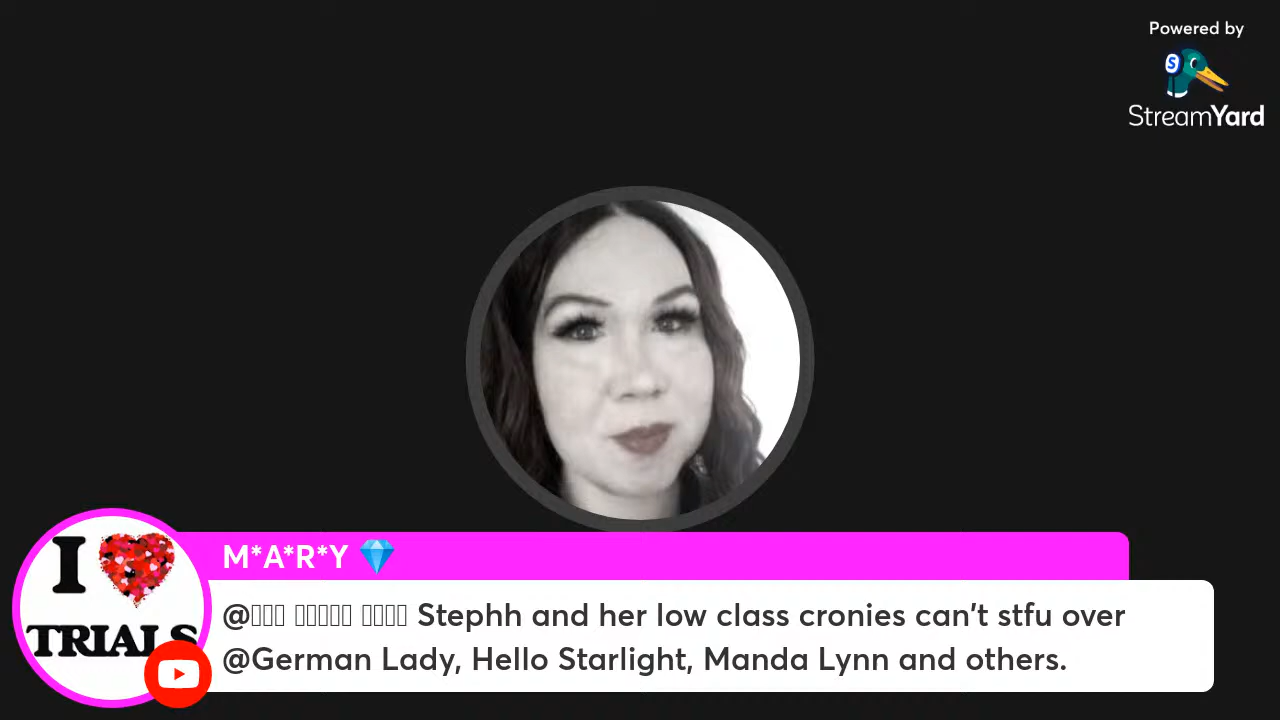 Powered by
S
StreamYard
I
TRIALS
M*A*R*Y 💎
@ Stephh and her low class cronies can't stfu over
@German Lady, Hello Starlight, Manda Lynn and others.